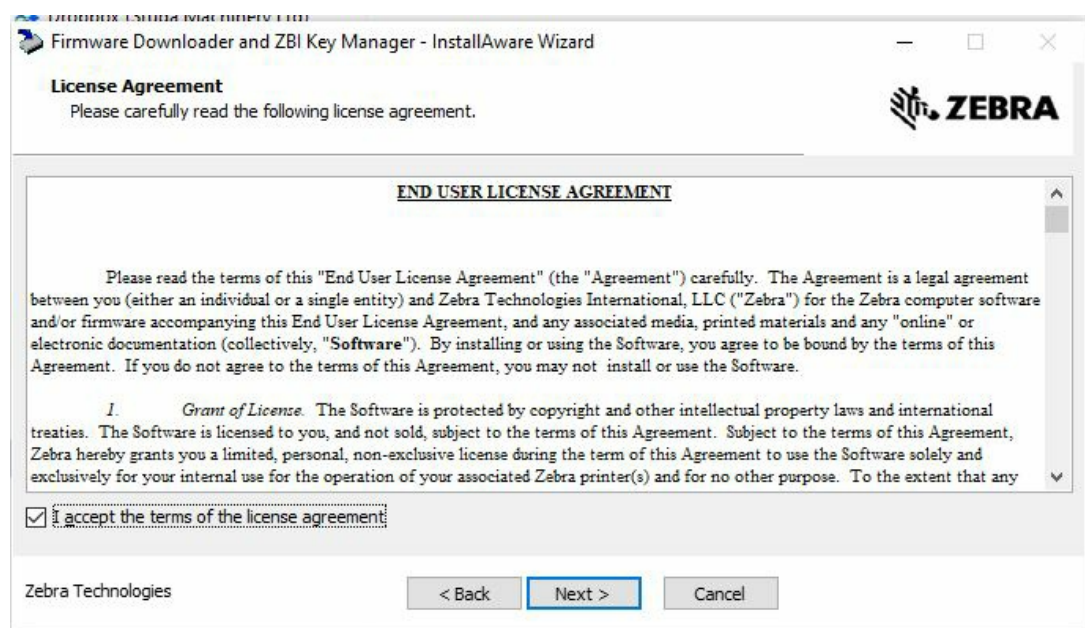 Dropbox (Studa Machinery Ltd)
Firmware Downloader and ZBI Key Manager - InstallAware Wizard
License Agreement
Please carefully read the following license agreement.
ZEBRA
END USER LICENSE AGREEMENT
Please read the terms of this "End User License Agreement" (the "Agreement") carefully. The Agreement is a legal agreement
between you (either an individual or a single entity) and Zebra Technologies International, LLC ("Zebra") for the Zebra computer software
and/or firmware accompanying this End User License Agreement, and any associated media, printed materials and any "online" or
electronic documentation (collectively, "Software"). By installing or using the Software, you agree to be bound by the terms of this
Agreement. If you do not agree to the terms of this Agreement, you may not install or use the Software.
1. Grant of License. The Software is protected by copyright and other intellectual property laws and international
treaties. The Software is licensed to you, and not sold, subject to the terms of this Agreement. Subject to the terms of this Agreement,
Zebra hereby grants you a limited, personal, non-exclusive license during the term of this Agreement to use the Software solely and
exclusively for your internal use for the operation of your associated Zebra printer(s) and for no other purpose. To the extent that any
I accept the terms of the license agreement
Zebra Technologies
< Back
Next >
Cancel